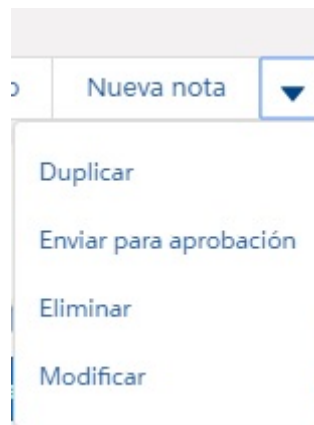 o Nueva nota
Duplicar
Enviar para aprobación
Eliminar
Modificar